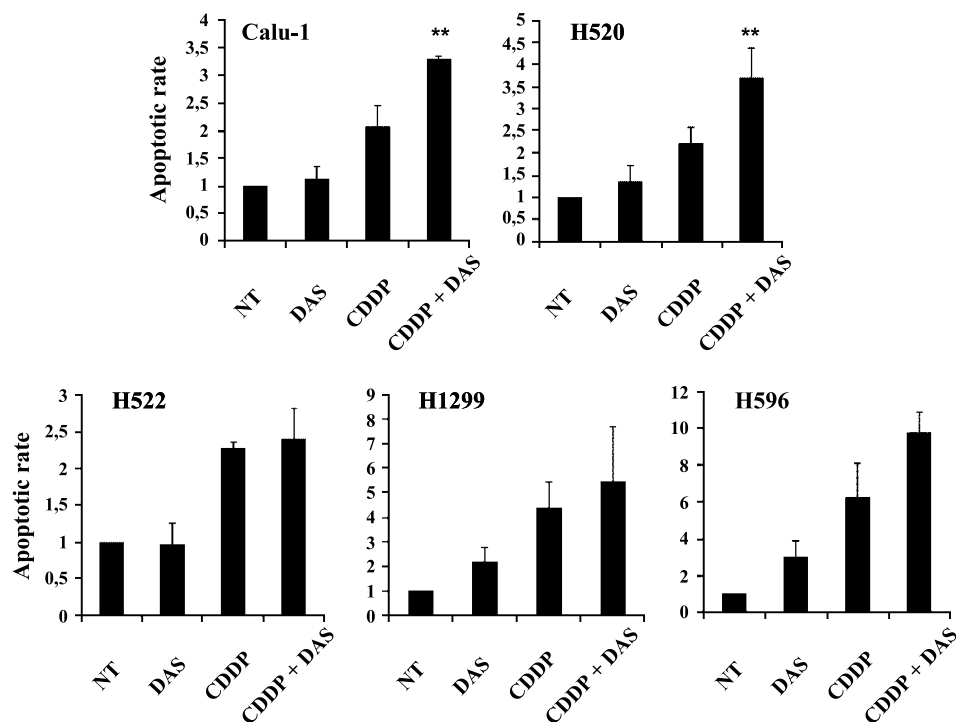 Calu-1
**
Apoptotic rate
4
3,5
3
2,5
2
1,5
1
0,5
0
NT
DAS
CDDP
CDDP + DAS
H520
**
5
4,5
4
3,5
3
2,5
2
1,5
1
0,5
0
NT
DAS
CDDP
CDDP + DAS
H522
Apoptotic rate
3
2,5
2
1,5
1
0,5
0
NT
DAS
CDDP
CDDP + DAS
H1299
9
8
7
6
5
4
3
2
1
0
NT
DAS
CDDP
CDDP + DAS
H596
12
10
8
6
4
2
0
NT
DAS
CDDP
CDDP + DAS